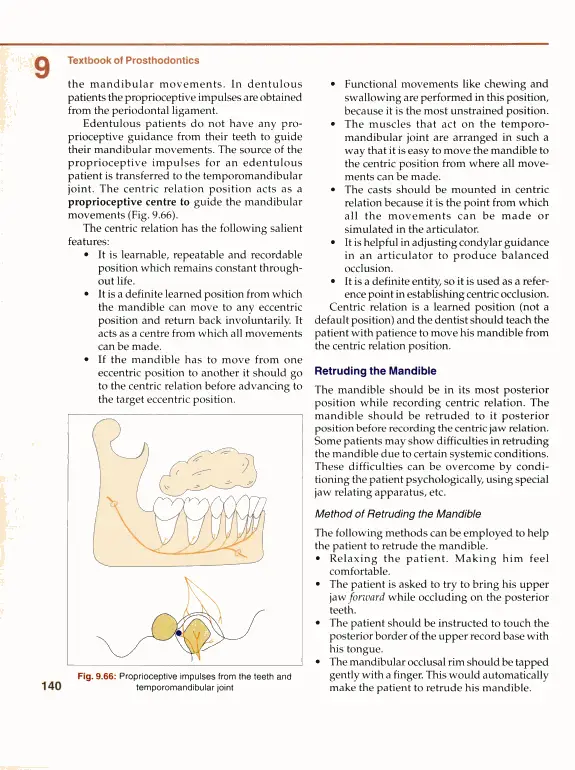 9
Textbook of Prosthodontics
the mandibular movements. In dentulous
patients the proprioceptive impulses are obtained
from the periodontal ligament.
Edentulous patients do not have any pro-
prioceptive guidance from their teeth to guide
their mandibular movements. The source of the
proprioceptive impulses for an edentulous
patient is transferred to the temporomandibular
joint. The centric relation position acts as a
proprioceptive centre to guide the mandibular
movements (Fig. 9.66).
The centric relation has the following salient
features:
• It is learnable, repeatable and recordable
position which remains constant through-
out life.
• It is a definite learned position from which
the mandible can move to any eccentric
position and return back involuntarily. It
acts as a centre from which all movements
can be made.
• If the mandible has to move from one
eccentric position to another it should go
to the centric relation before advancing to
the target eccentric position.
Fig. 9.66: Proprioceptive impulses from the teeth and
temporomandibular joint
140
• Functional movements like chewing and
swallowing are performed in this position,
because it is the most unstrained position.
• The muscles that act on the temporo-
mandibular joint are arranged in such a
way that it is easy to move the mandible to
the centric position from where all move-
ments can be made.
• The casts should be mounted in centric
relation because it is the point from which
all the movements can be made or
simulated in the articulator.
• It is helpful in adjusting condylar guidance
in an articulator to produce balanced
occlusion.
• It is a definite entity, so it is used as a refer-
ence point in establishing centric occlusion.
Centric relation is a learned position (not a
default position) and the dentist should teach the
patient with patience to move his mandible from
the centric relation position.
Retruding the Mandible
The mandible should be in its most posterior
position while recording centric relation. The
mandible should be retruded to it posterior
position before recording the centric jaw relation.
Some patients may show difficulties in retruding
the mandible due to certain systemic conditions.
These difficulties can be overcome by condi-
tioning the patient psychologically, using special
jaw relating apparatus, etc.
Method of Retruding the Mandible
The following methods can be employed to help
the patient to retrude the mandible.
• Relaxing the patient. Making him feel
comfortable.
• The patient is asked to try to bring his upper
jaw forward while occluding on the posterior
teeth.
• The patient should be instructed to touch the
posterior border of the upper record base with
his tongue.
• The mandibular occlusal rim should be tapped
gently with a finger. This would automatically
make the patient to retrude his mandible.